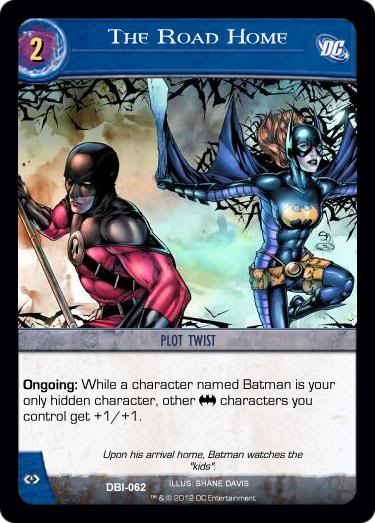 2
The Road Home
DC
PLOT TWIST
Ongoing: While a character named Batman is your
only hidden character, other characters you
control get +1/+1.
Upon his arrival home, Batman watches the
"kids".
DBI-062
ILLUS: SHANE DAVIS
™ & © 2012 DC Entertainment